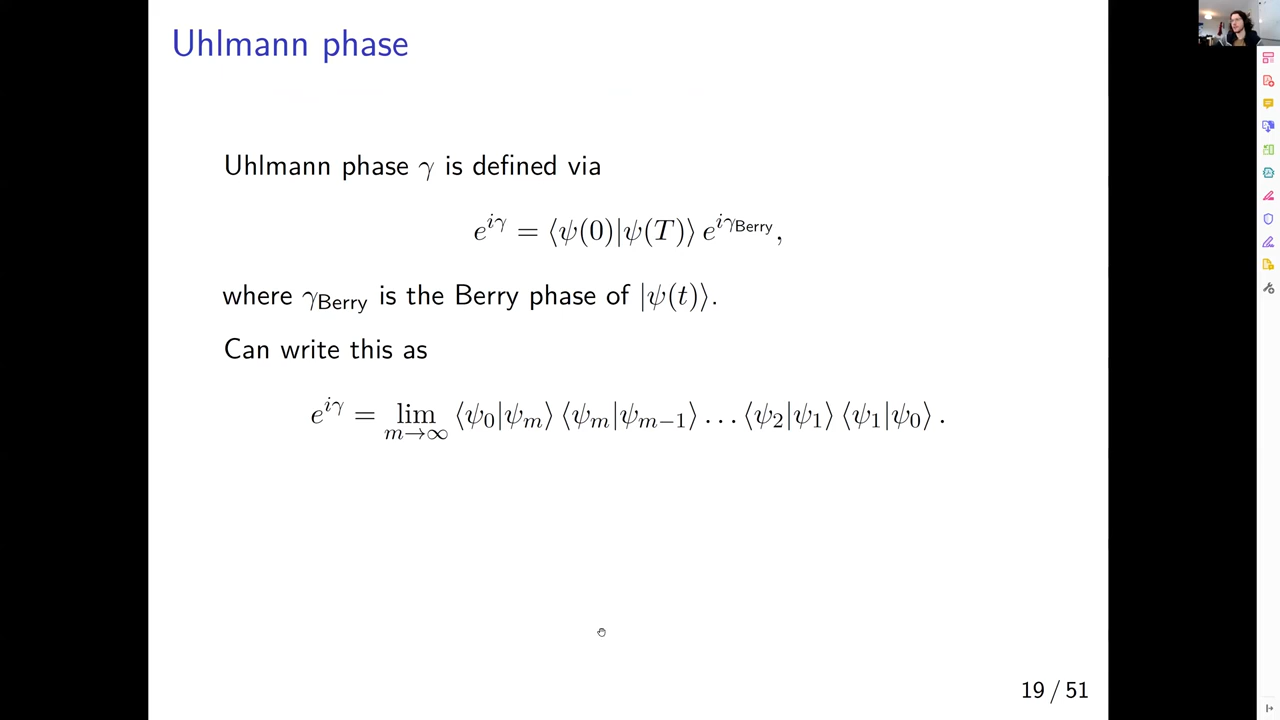 Uhlmann phase
Uhlmann phase γ is defined via
e^{iγ} = ⟨ψ(0)|ψ(T)⟩ e^{iγ_Berry},
where γ_Berry is the Berry phase of |ψ(t)⟩.
Can write this as
e^{iγ} = lim_{m→∞} ⟨ψ_0|ψ_m⟩ ⟨ψ_m|ψ_{m−1}⟩ … ⟨ψ_2|ψ_1⟩ ⟨ψ_1|ψ_0⟩ .
19 / 51